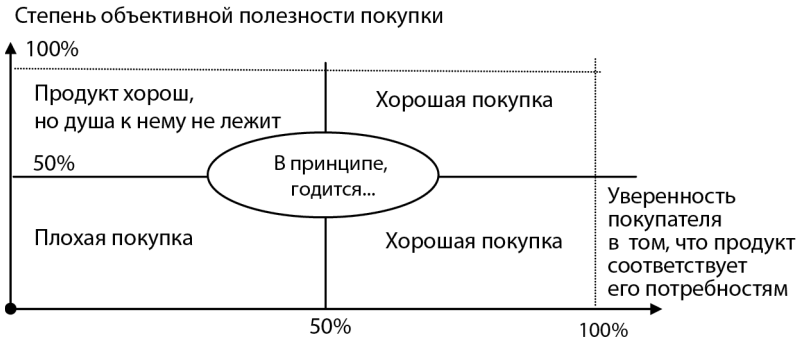 Степень объективной полезности покупки
100%
Продукт хорош,
но душа к нему не лежит
Хорошая покупка
50%
В принципе,
годится...
Плохая покупка
Хорошая покупка
Уверенность
покупателя
в том, что продукт
соответствует
его потребностям
50%
100%